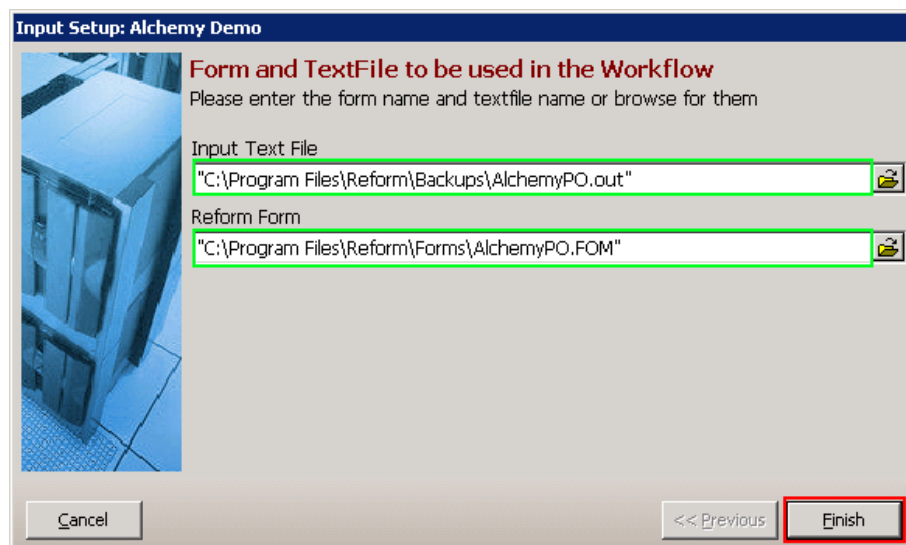 Input Setup: Alchemy Demo
Form and TextFile to be used in the Workflow
Please enter the form name and textfile name or browse for them
Input Text File
"C:\Program Files\Reform\Backups\AlchemyPO.out"
Reform Form
"C:\Program Files\Reform\Forms\AlchemyPO.FOM"
Cancel << Previous Finish